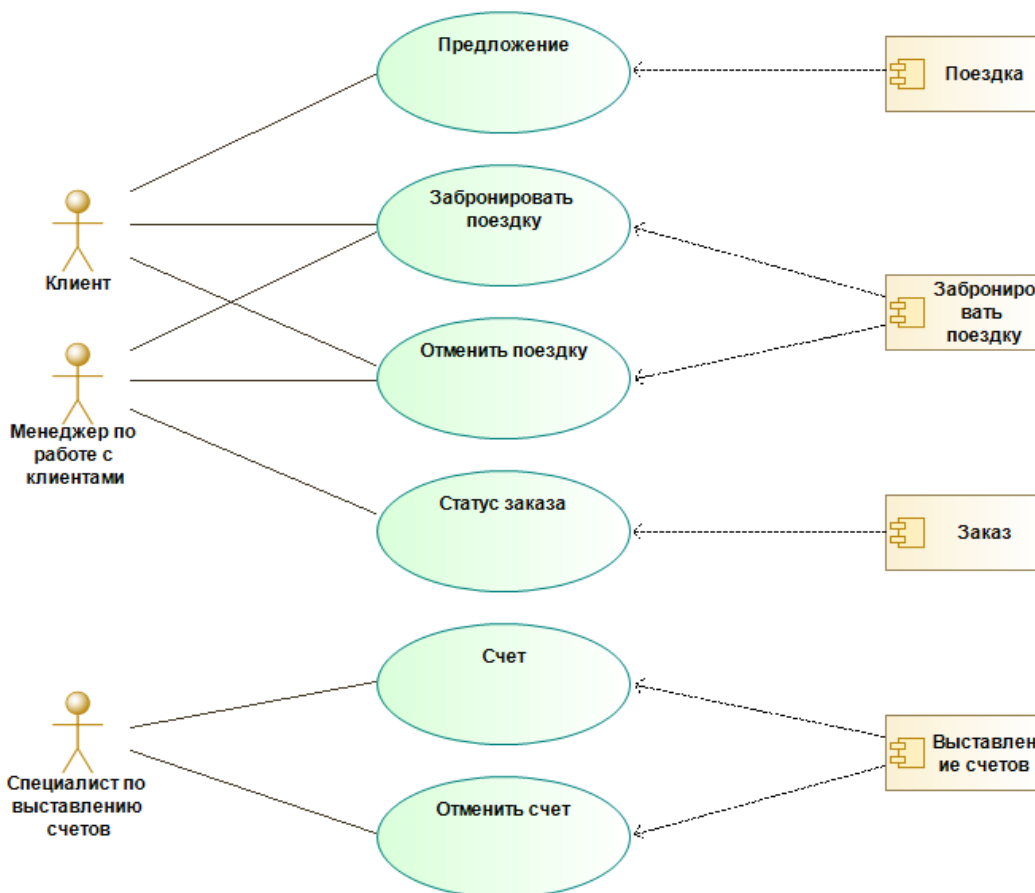 Предложение
Поездка
Забронировать
поездку
Клиент
Заброниро
вать
поездку
Отменить поездку
Менеджер по
работе с
клиентами
Статус заказа
Заказ
Счет
Специалист по
выставлению
счетов
Выставлен
ие счетов
Отменить счет